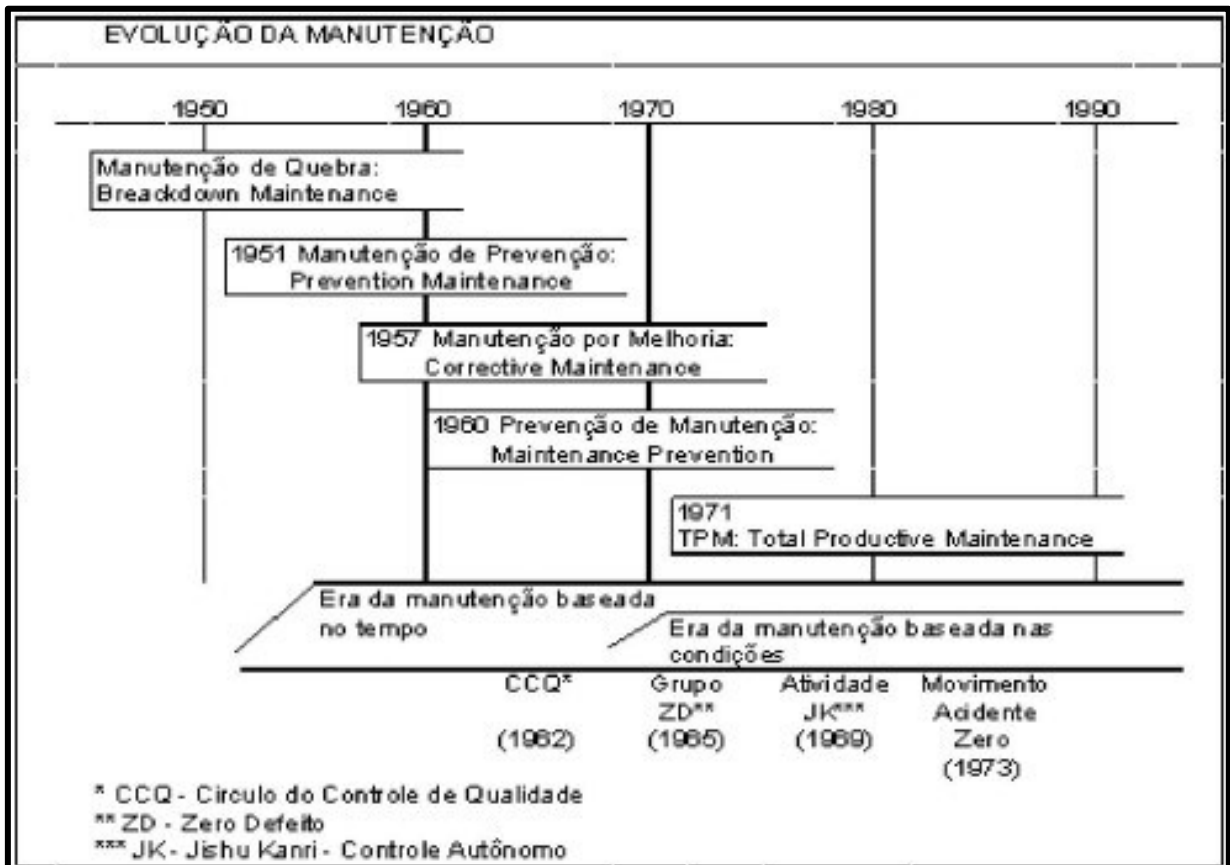 EVOLUÇÃO DA MANUTENÇÃO
1950 1960 1970 1980 1990
Manutenção de Quebra:
Breackdown Maintenance
1951 Manutenção de Prevenção:
Prevention Maintenance
1957 Manutenção por Melhoria:
Corrective Maintenance
1960 Prevenção de Manutenção:
Maintenance Prevention
1971
TPM: Total Productive Maintenance
Era da manutenção baseada
no tempo
Era da manutenção baseada nas
condições
CCQ*
(1962)
Grupo
ZD**
(1965)
Atividade
JK***
(1969)
Movimento
Acidente
Zero
(1973)
* CCQ - Circulo do Controle de Qualidade
** ZD - Zero Defeito
*** JK - Jishu Kanri - Controle Autônomo